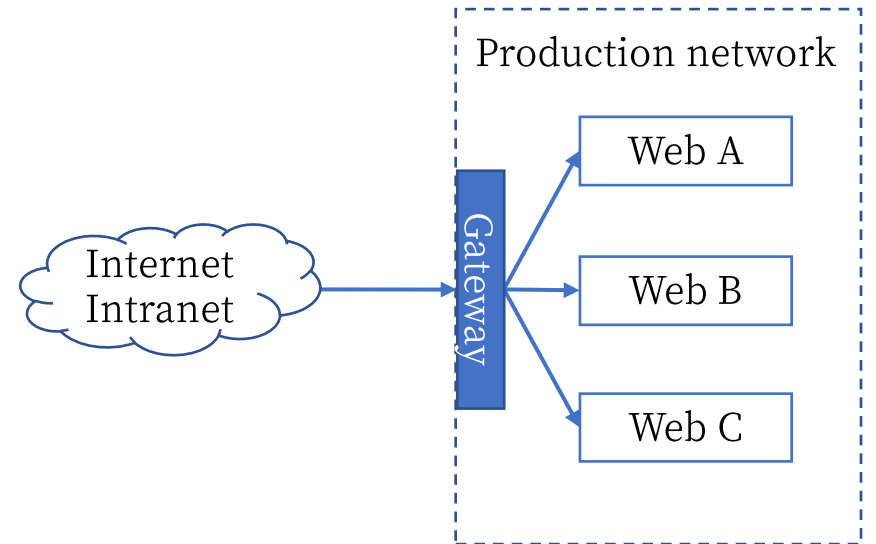 Production network
Web A
Internet
Intranet
Gateway
Web B
Web C